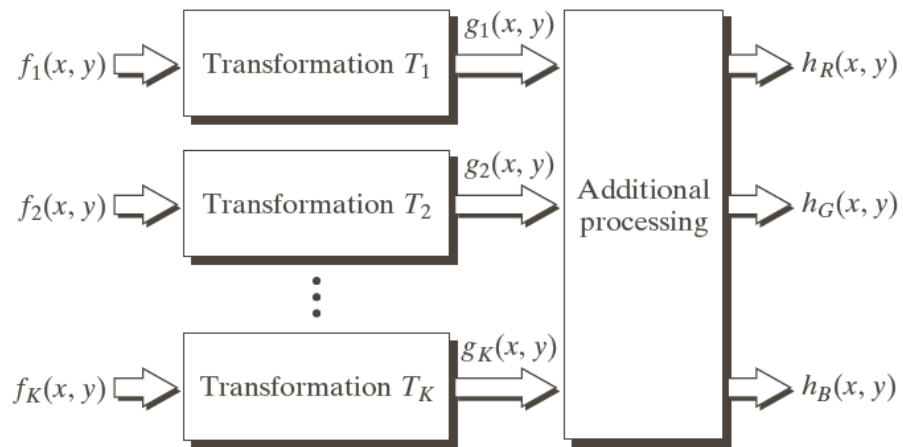 f₁(x, y)
Transformation T₁
g₁(x, y)
h_R(x, y)
f₂(x, y)
Transformation T₂
g₂(x, y)
Additional
processing
h_G(x, y)
f_K(x, y)
Transformation T_K
g_K(x, y)
h_B(x, y)